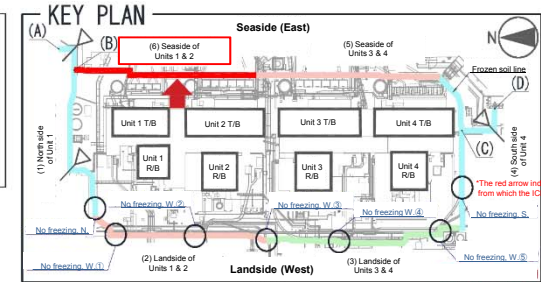 KEY PLAN
Seaside (East)
N
(A)
(B)
(6) Seaside of
Units 1 & 2
(5) Seaside of
Units 3 & 4
Frozen soil line
(D)
(C)
(1) North side
of Unit 1
(4) South side
of Unit 4
Unit 1 T/B
Unit 2 T/B
Unit 3 T/B
Unit 4 T/B
Unit 1
R/B
Unit 2
R/B
Unit 3
R/B
Unit 4
R/B
*The red arrow ind
from which the IC
No freezing, N.
No freezing, W.①
No freezing W.②
No freezing, W.③
No freezing W.④
No freezing, W.⑤
No freezing, S.
(2) Landside of
Units 1 & 2
Landside (West)
(3) Landside of
Units 3 & 4